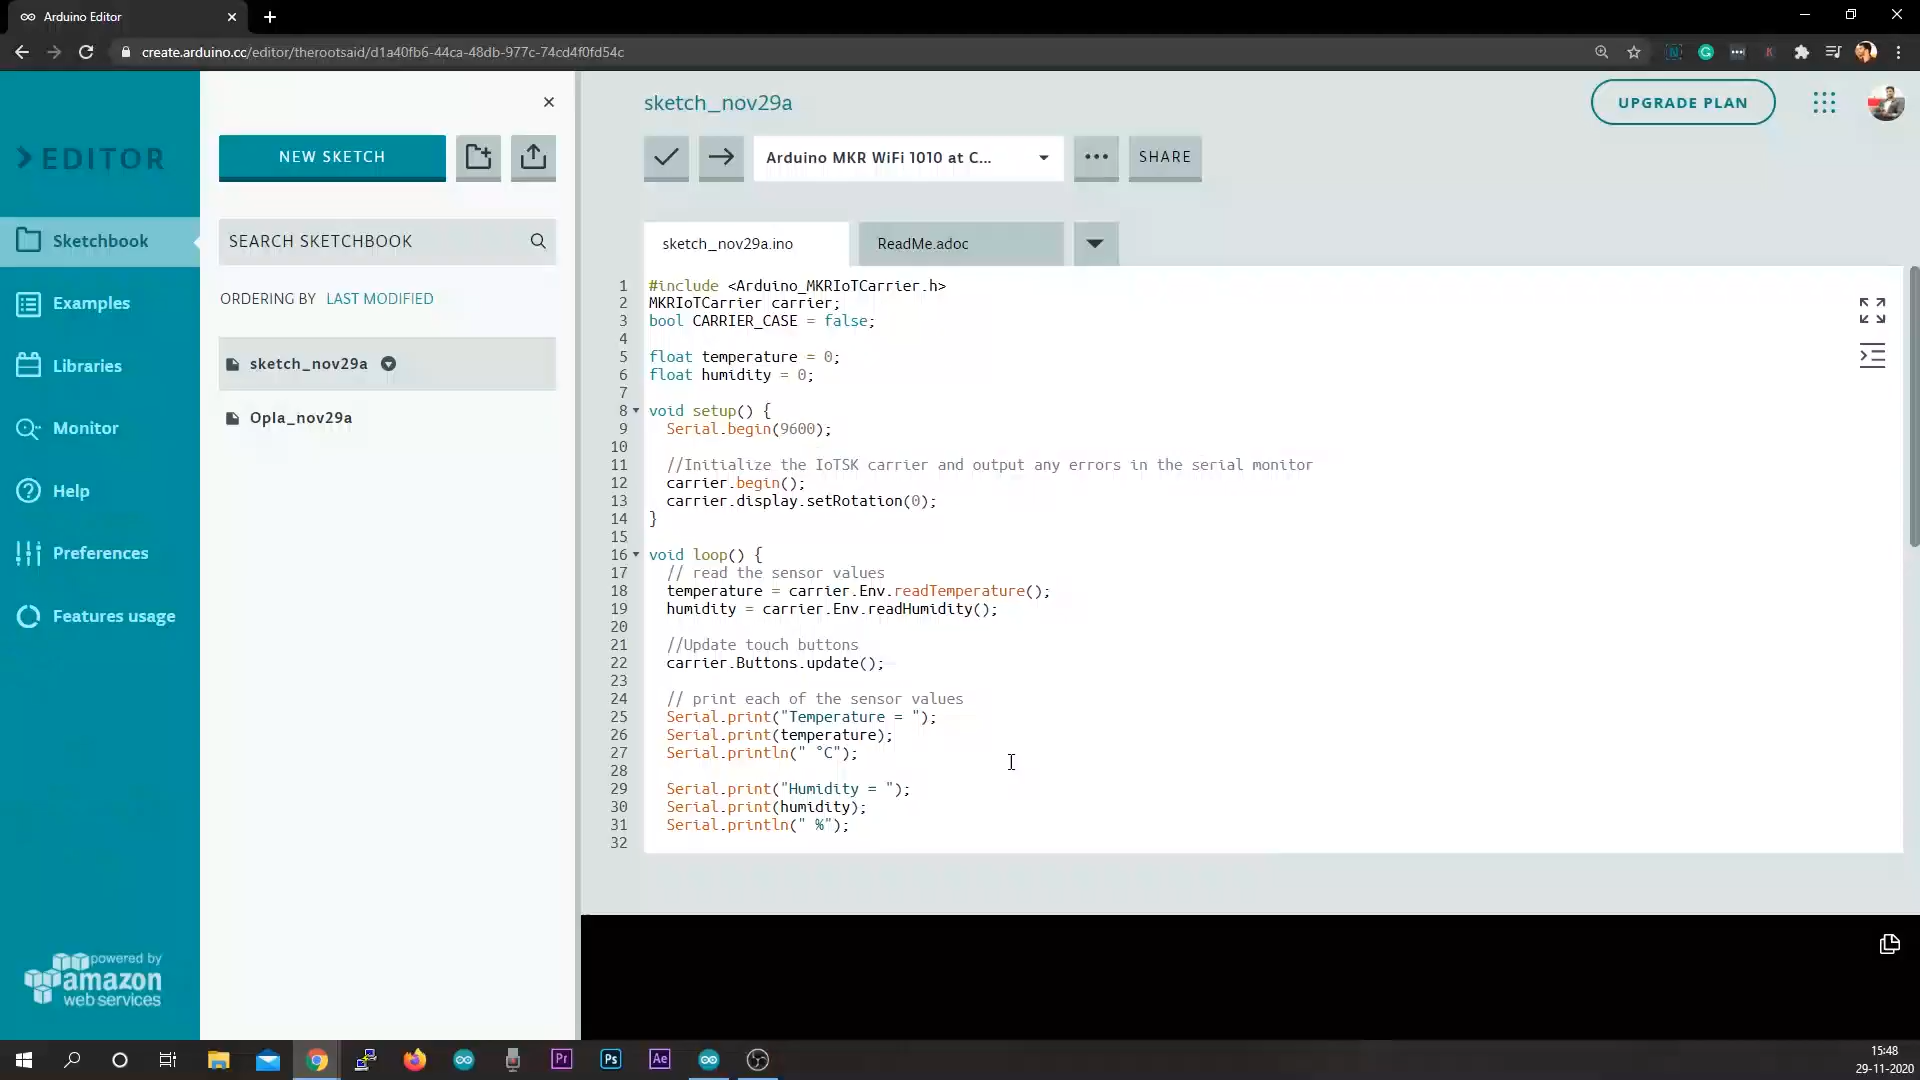 Arduino Editor
create.arduino.cc/editor/therootsaid/d1a40fb6-44ca-48db-977c-74cd4f0fd54c
EDITOR
Sketchbook
Examples
Libraries
Monitor
Help
Preferences
Features usage
powered by
amazon
web services
NEW SKETCH
SEARCH SKETCHBOOK
ORDERING BY LAST MODIFIED
sketch_nov29a
Opla_nov29a
sketch_nov29a
UPGRADE PLAN
Arduino MKR WiFi 1010 at C...
SHARE
sketch_nov29a.ino
ReadMe.adoc
1 #include <Arduino_MKRIoTCarrier.h>
2 MKRIoTCarrier carrier;
3 bool CARRIER_CASE = false;
4
5 float temperature = 0;
6 float humidity = 0;
7
8 void setup() {
9 Serial.begin(9600);
10
11 //Initialize the IoTSK carrier and output any errors in the serial monitor
12 carrier.begin();
13 carrier.display.setRotation(0);
14 }
15
16 void loop() {
17 // read the sensor values
18 temperature = carrier.Env.readTemperature();
19 humidity = carrier.Env.readHumidity();
20
21 //Update touch buttons
22 carrier.Buttons.update();
23
24 // print each of the sensor values
25 Serial.print("Temperature = ");
26 Serial.print(temperature);
27 Serial.println(" °C");
28
29 Serial.print("Humidity = ");
30 Serial.print(humidity);
31 Serial.println(" %");
32
Pr
Ps
Ae
15:48
29-11-2020